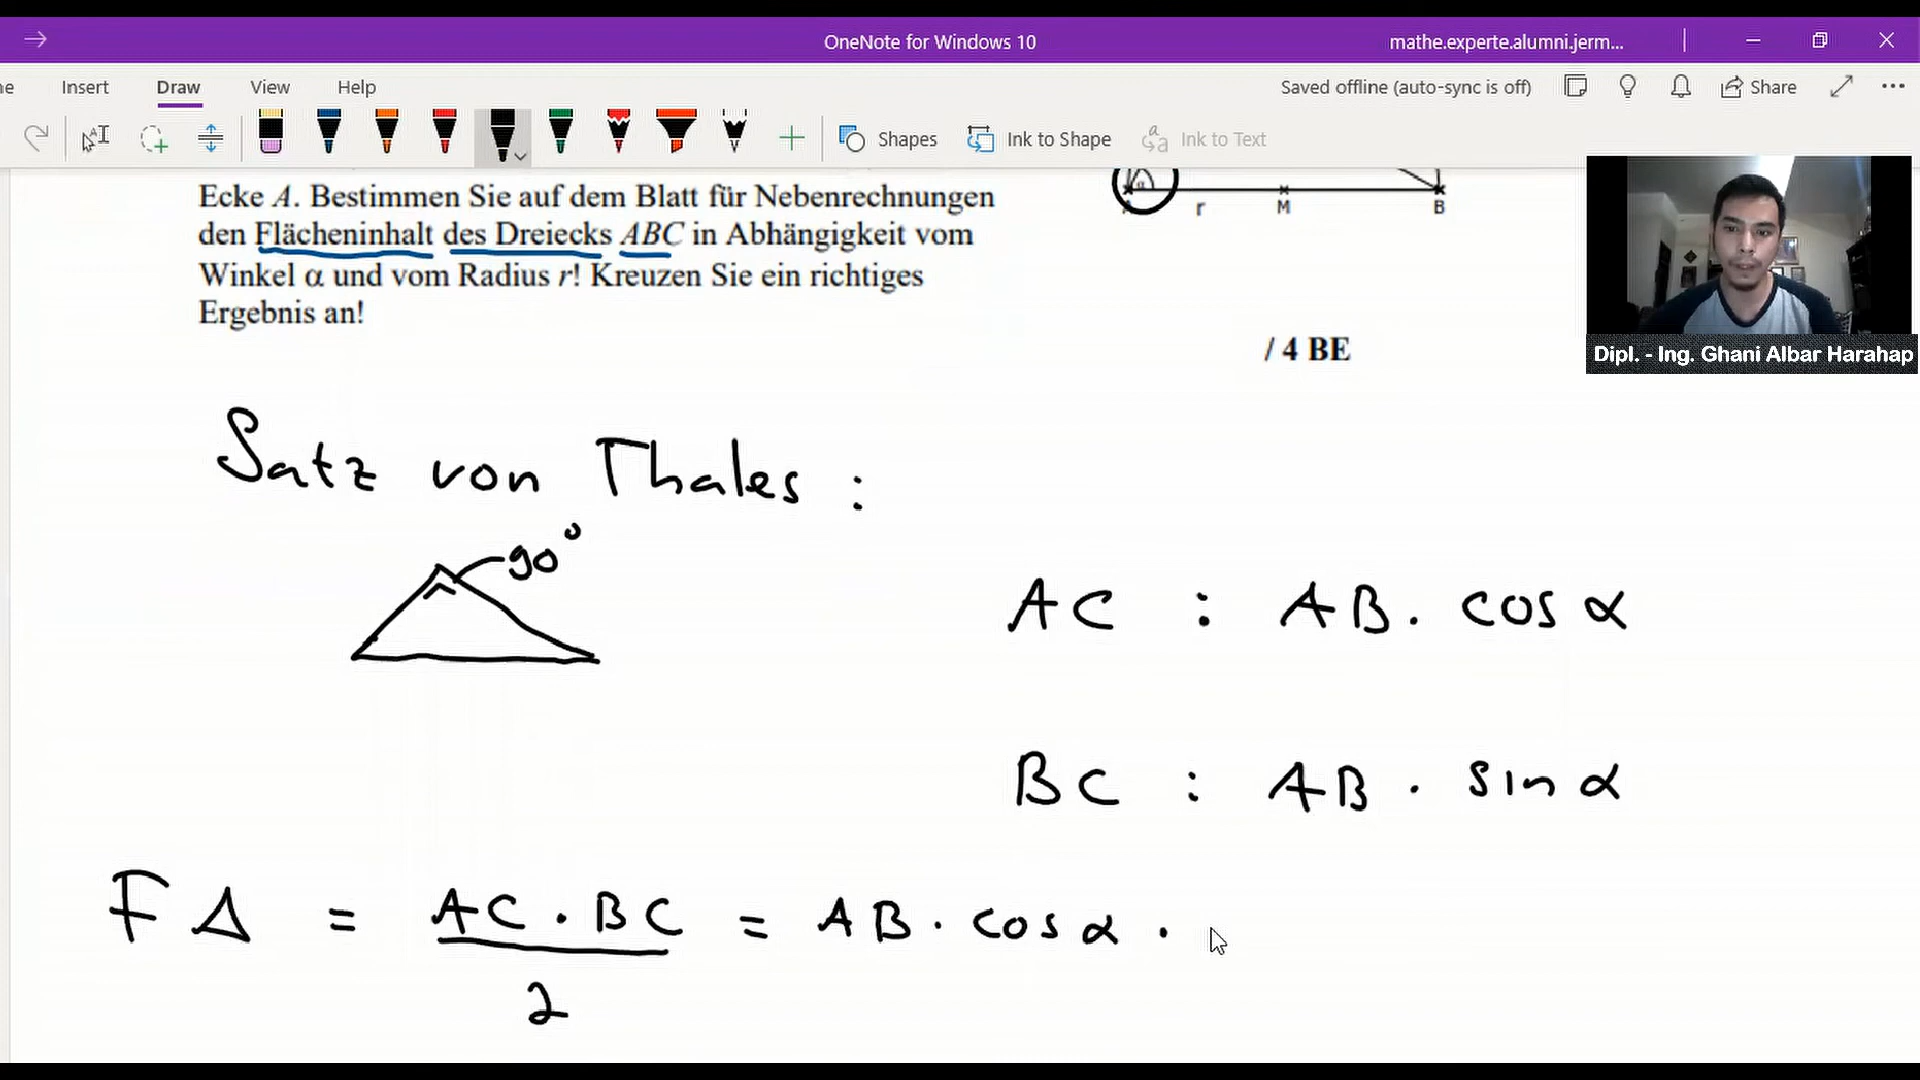 OneNote for Windows 10
mathe.experte.alumni.jerm...
Insert Draw View Help
Saved offline (auto-sync is off)
Share
Shapes
Ink to Shape
Ink to Text
Ecke A. Bestimmen Sie auf dem Blatt für Nebenrechnungen
den Flächeninhalt des Dreiecks ABC in Abhängigkeit vom
Winkel α und vom Radius r! Kreuzen Sie ein richtiges
Ergebnis an!
r M B
/ 4 BE
Dipl. - Ing. Ghani Albar Harahap
Satz von Thales :
90°
AC : AB . cos α
BC : AB · sin α
F Δ = AC · BC = AB · cos α ·
2